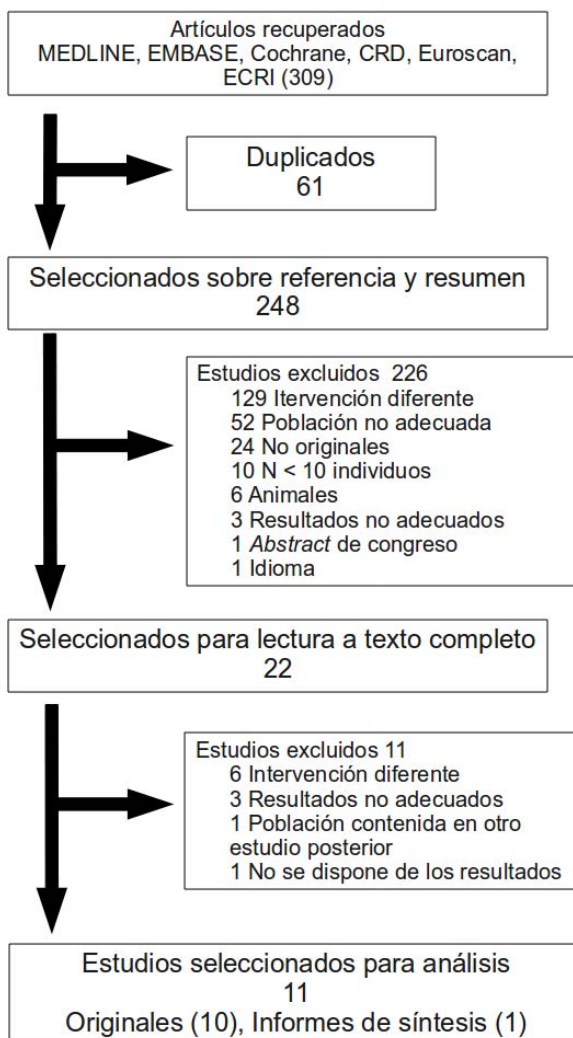 Artículos recuperados
MEDLINE, EMBASE, Cochrane, CRD, Euroscan,
ECRI (309)
Duplicados
61
Seleccionados sobre referencia y resumen
248
Estudios excluidos 226
129 Itervención diferente
52 Población no adecuada
24 No originales
10 N < 10 individuos
6 Animales
3 Resultados no adecuados
1 Abstract de congreso
1 Idioma
Seleccionados para lectura a texto completo
22
Estudios excluidos 11
6 Intervención diferente
3 Resultados no adecuados
1 Población contenida en otro
estudio posterior
1 No se dispone de los resultados
Estudios seleccionados para análisis
11
Originales (10), Informes de síntesis (1)